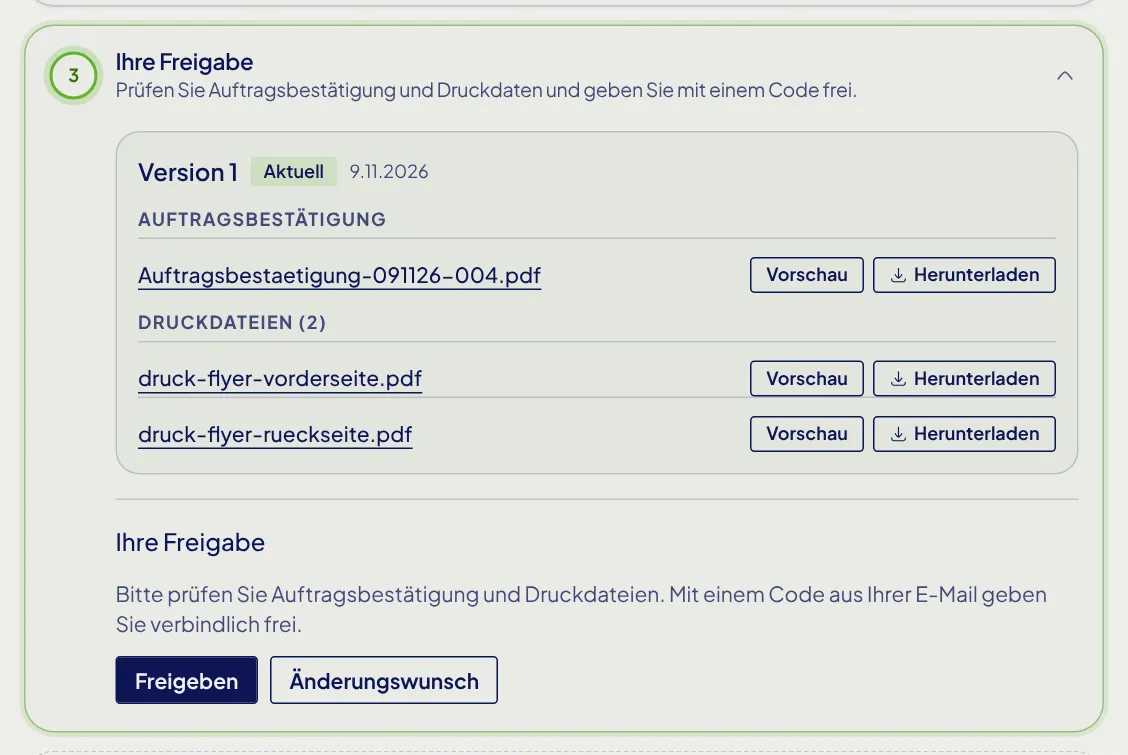 3
Ihre Freigabe
Prüfen Sie Auftragsbestätigung und Druckdaten und geben Sie mit einem Code frei.
Version 1 Aktuell 9.11.2026
AUFTRAGSBESTÄTIGUNG
Auftragsbestaetigung-091126-004.pdf Vorschau Herunterladen
DRUCKDATEIEN (2)
druck-flyer-vorderseite.pdf Vorschau Herunterladen
druck-flyer-rueckseite.pdf Vorschau Herunterladen
Ihre Freigabe
Bitte prüfen Sie Auftragsbestätigung und Druckdateien. Mit einem Code aus Ihrer E-Mail geben
Sie verbindlich frei.
Freigeben Änderungswunsch